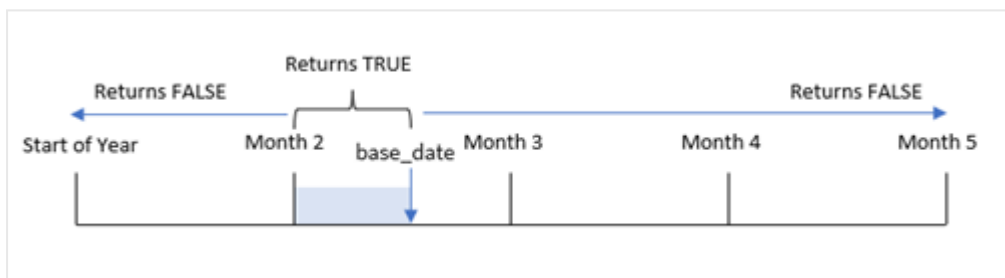 Returns TRUE
Returns FALSE
Returns FALSE
Start of Year
Month 2
base_date
Month 3
Month 4
Month 5